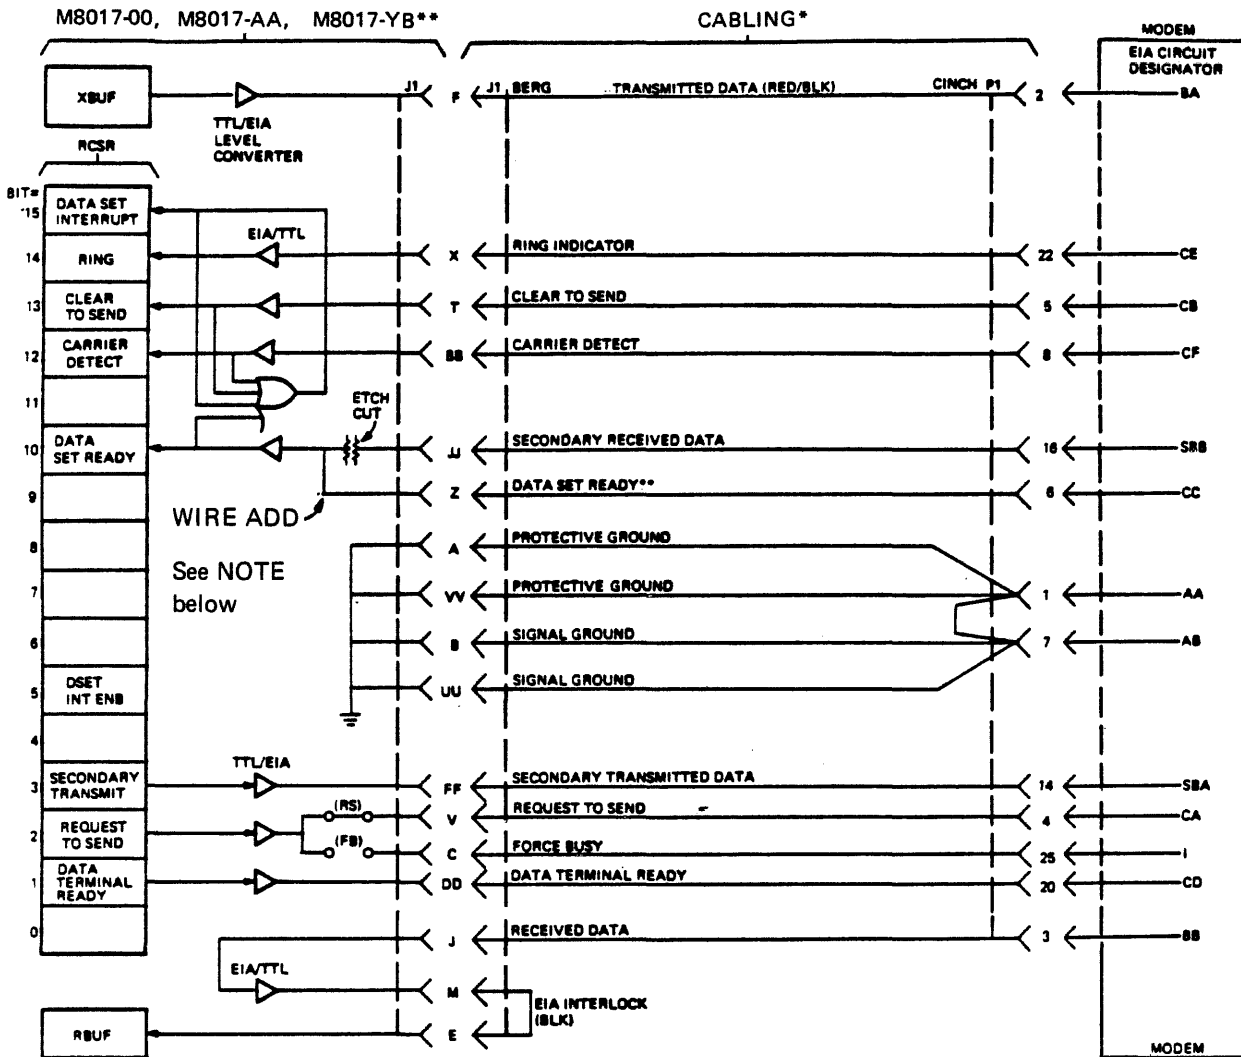 M8017-00, M8017-AA, M8017-YB** CABLING* MODEM
EIA CIRCUIT
DESIGNATOR
XBUF J1 F J1 BERG TRANSMITTED DATA (RED/BLK) CINCH P1 2 BA
TTL/EIA
LEVEL
CONVERTER
RCSR
BIT=
15 DATA SET
INTERRUPT
14 RING EIA/TTL X RING INDICATOR 22 CE
13 CLEAR
TO SEND T CLEAR TO SEND 5 CB
12 CARRIER
DETECT BB CARRIER DETECT 8 CF
11
ETCH
CUT
10 DATA
SET READY JJ SECONDARY RECEIVED DATA 16 SRB
9 Z DATA SET READY** 6 CC
WIRE ADD
See NOTE
below
8 A PROTECTIVE GROUND
7 VV PROTECTIVE GROUND 1 AA
6 B SIGNAL GROUND 7 AB
5 DSET
INT ENB UU SIGNAL GROUND
4
3 SECONDARY
TRANSMIT TTL/EIA FF SECONDARY TRANSMITTED DATA 14 SBA
2 REQUEST
TO SEND (RS) V REQUEST TO SEND 4 CA
(FB) C FORCE BUSY 25 I
1 DATA
TERMINAL
READY DD DATA TERMINAL READY 20 CD
0 J RECEIVED DATA 3 BB
EIA/TTL M
EIA INTERLOCK
(BLK)
RBUF E
MODEM